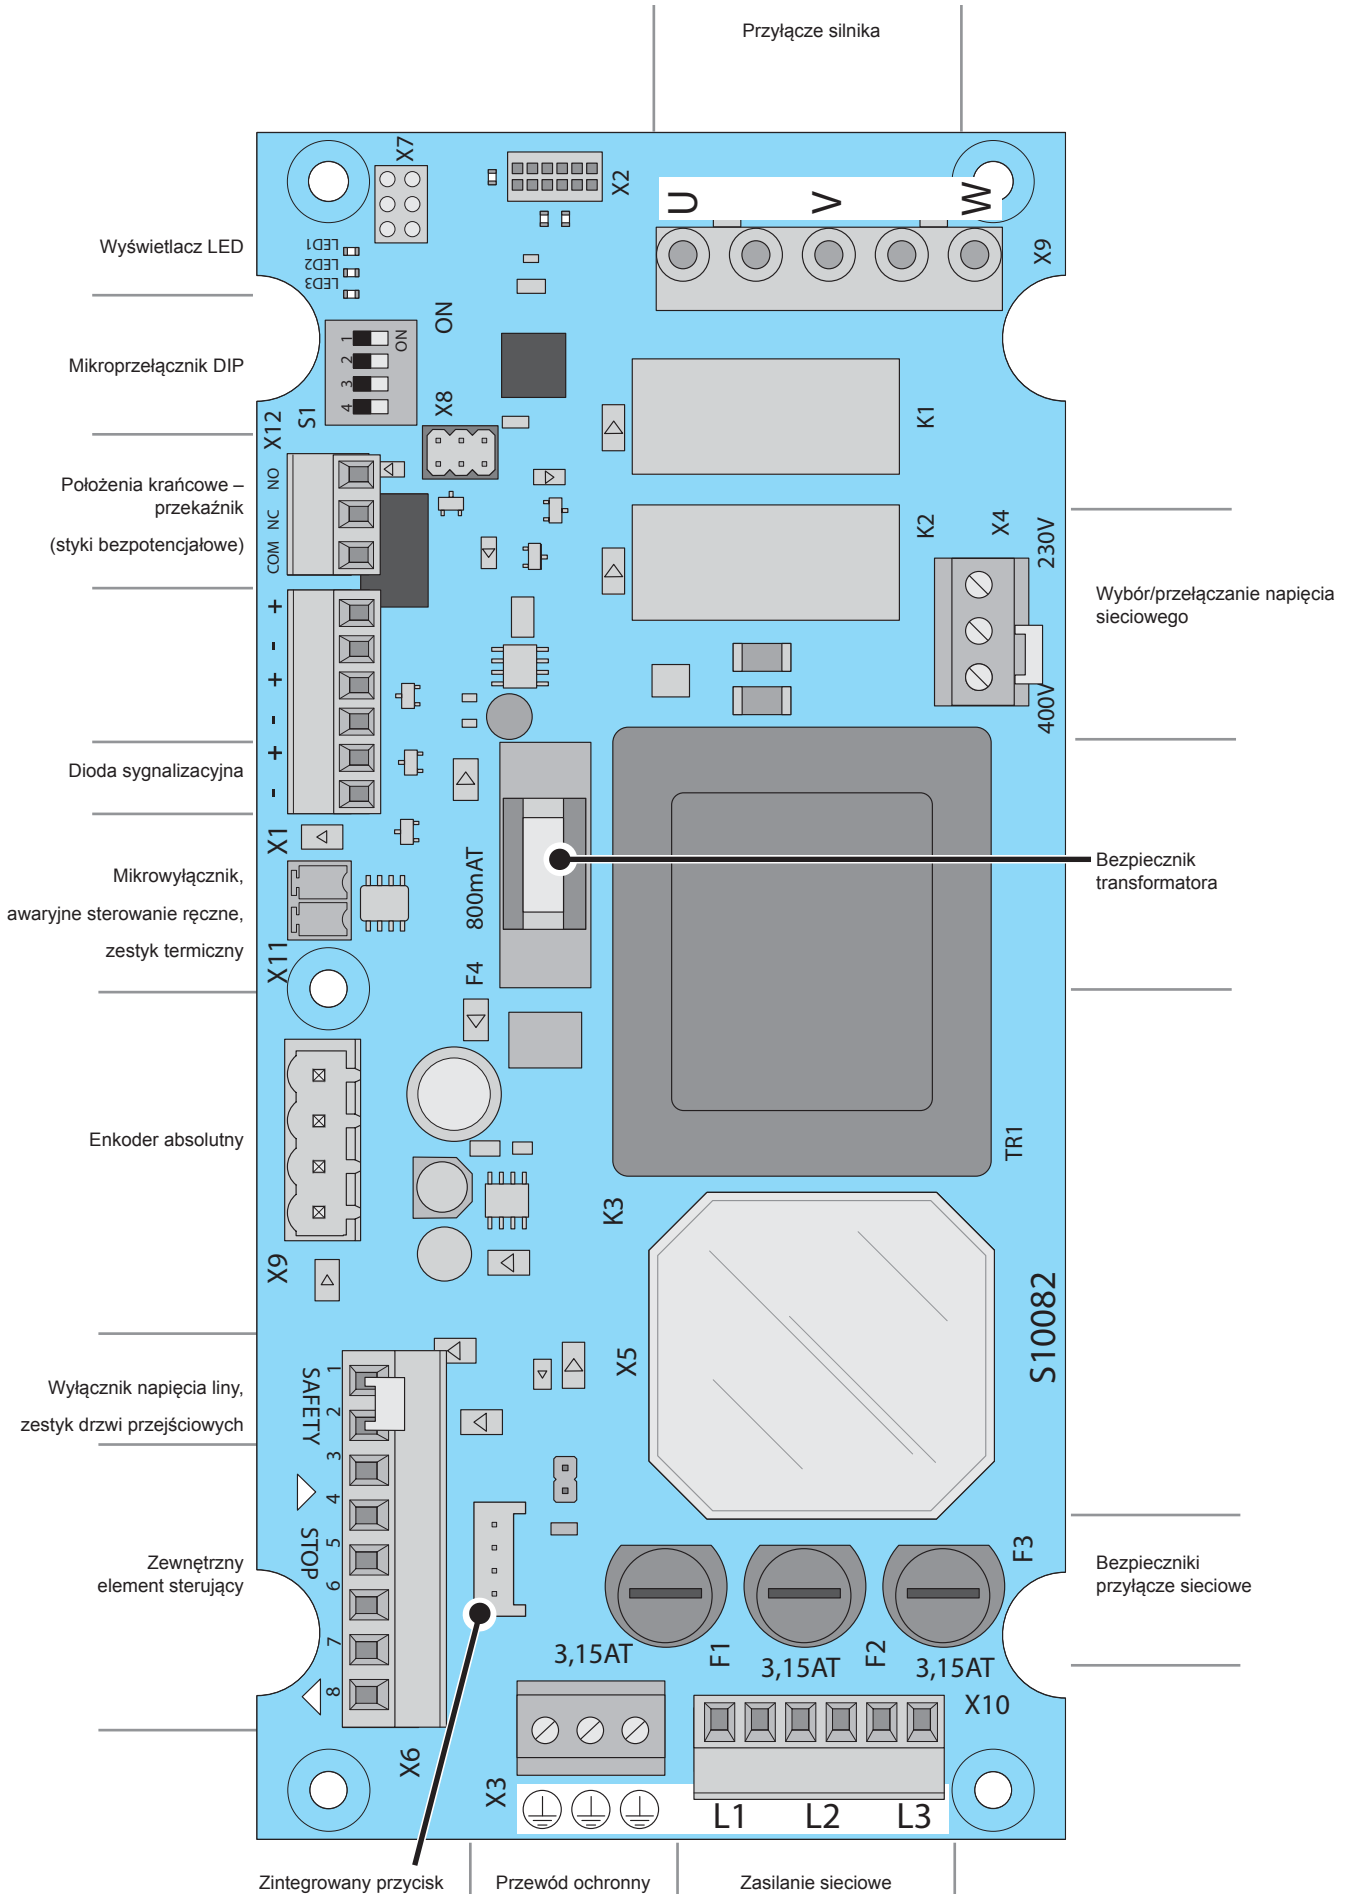 Przyłącze silnika
X7
X2
U
V
W
X9
Wyświetlacz LED
LED1
LED2
LED3
ON
Mikroprzełącznik DIP
1
2
3
4
ON
S1
X8
X12
K1
Położenia krańcowe –
przekaźnik
(styki bezpotencjałowe)
NO
NC
COM
K2
X4
230V
400V
Wybór/przełączanie napięcia
sieciowego
+
-
+
-
+
-
Dioda sygnalizacyjna
X1
Mikrowyłącznik,
awaryjne sterowanie ręczne,
zestyk termiczny
X11
800mAT
F4
Bezpiecznik
transformatora
Enkoder absolutny
X9
TR1
K3
S10082
X5
Wyłącznik napięcia liny,
zestyk drzwi przejściowych
SAFETY
STOP
1
2
3
4
5
6
7
8
Zewnętrzny
element sterujący
X6
F3
Bezpieczniki
przyłącze sieciowe
3,15AT
F1
3,15AT
F2
3,15AT
X10
X3
L1
L2
L3
Zintegrowany przycisk
Przewód ochronny
Zasilanie sieciowe